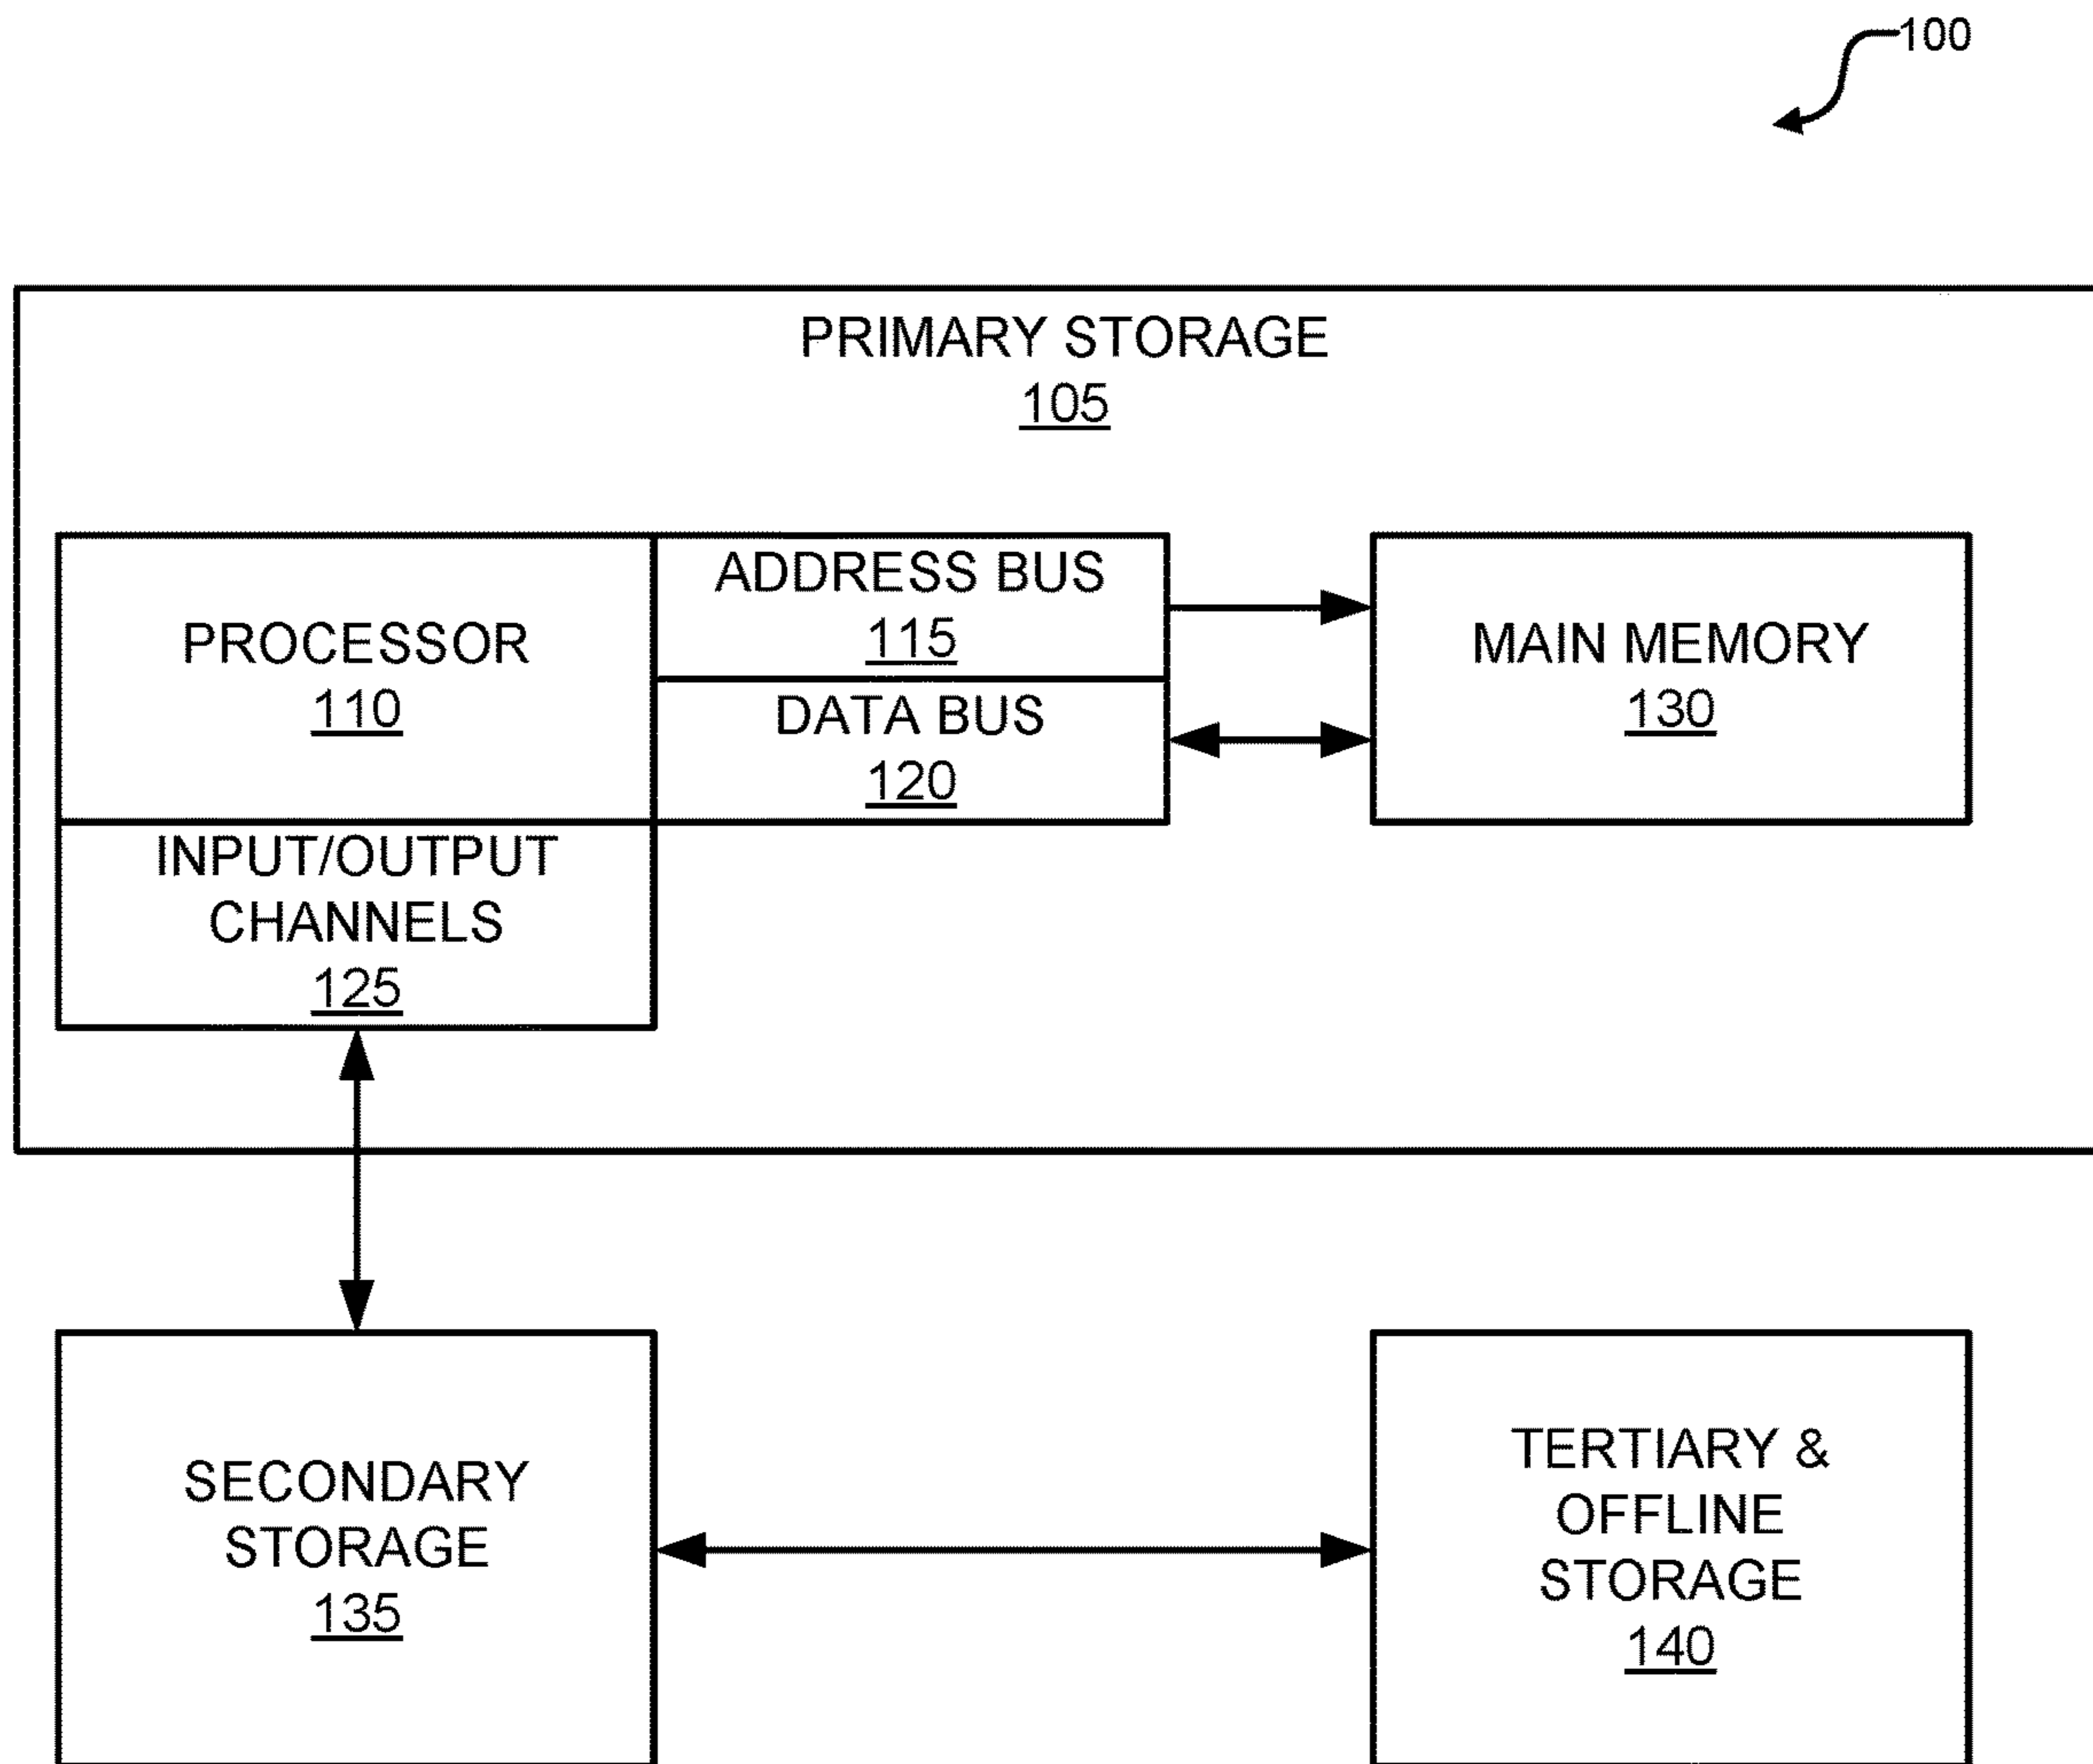 100
PRIMARY STORAGE
105
PROCESSOR
110
ADDRESS BUS
115
DATA BUS
120
MAIN MEMORY
130
INPUT/OUTPUT
CHANNELS
125
SECONDARY
STORAGE
135
TERTIARY &
OFFLINE
STORAGE
140